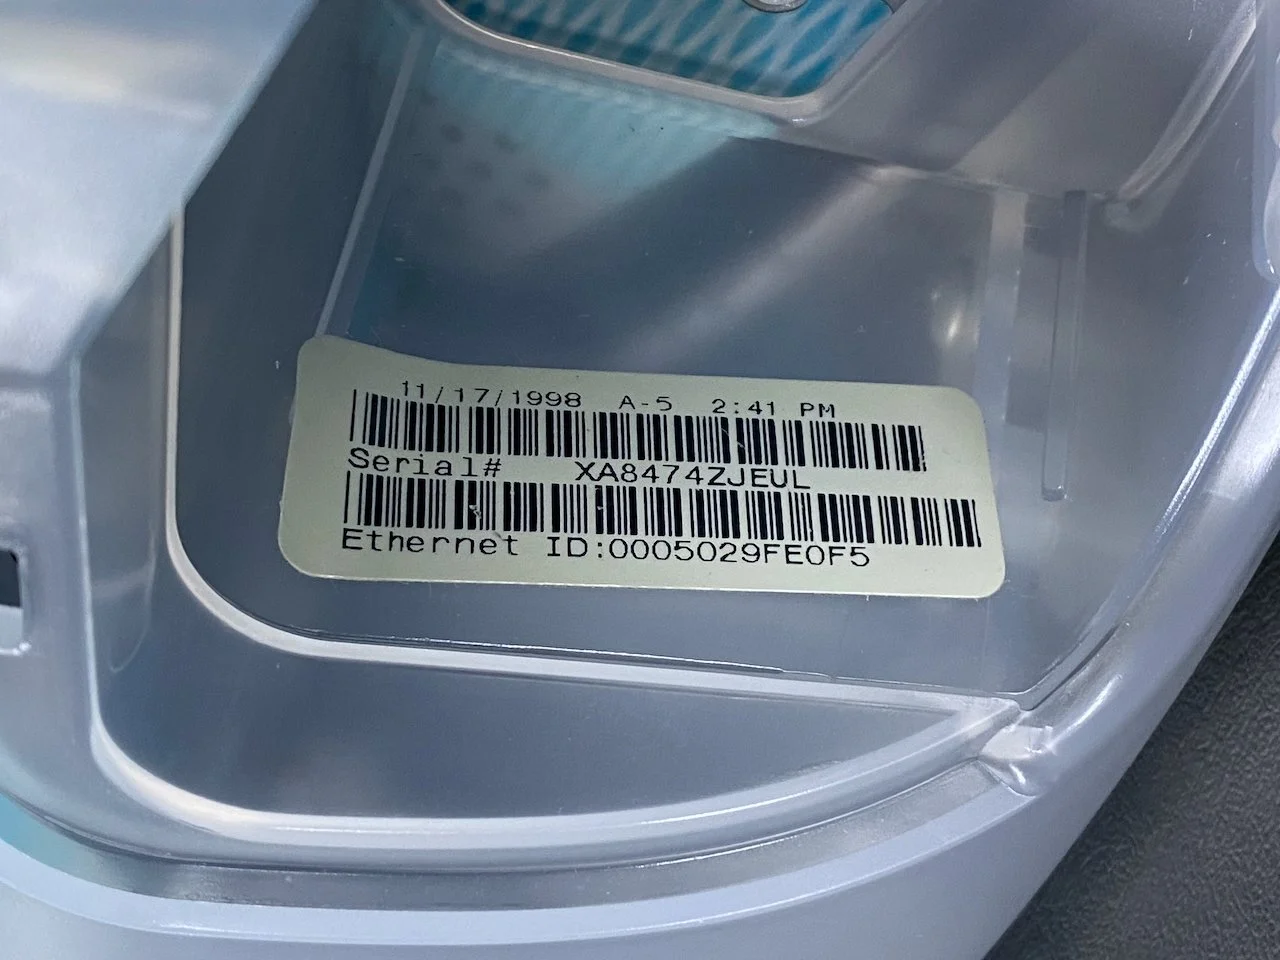 11/17/1998 A-5 2:41 PM
Serial# XA8474ZJEUL
Ethernet ID:0005029FE0F5